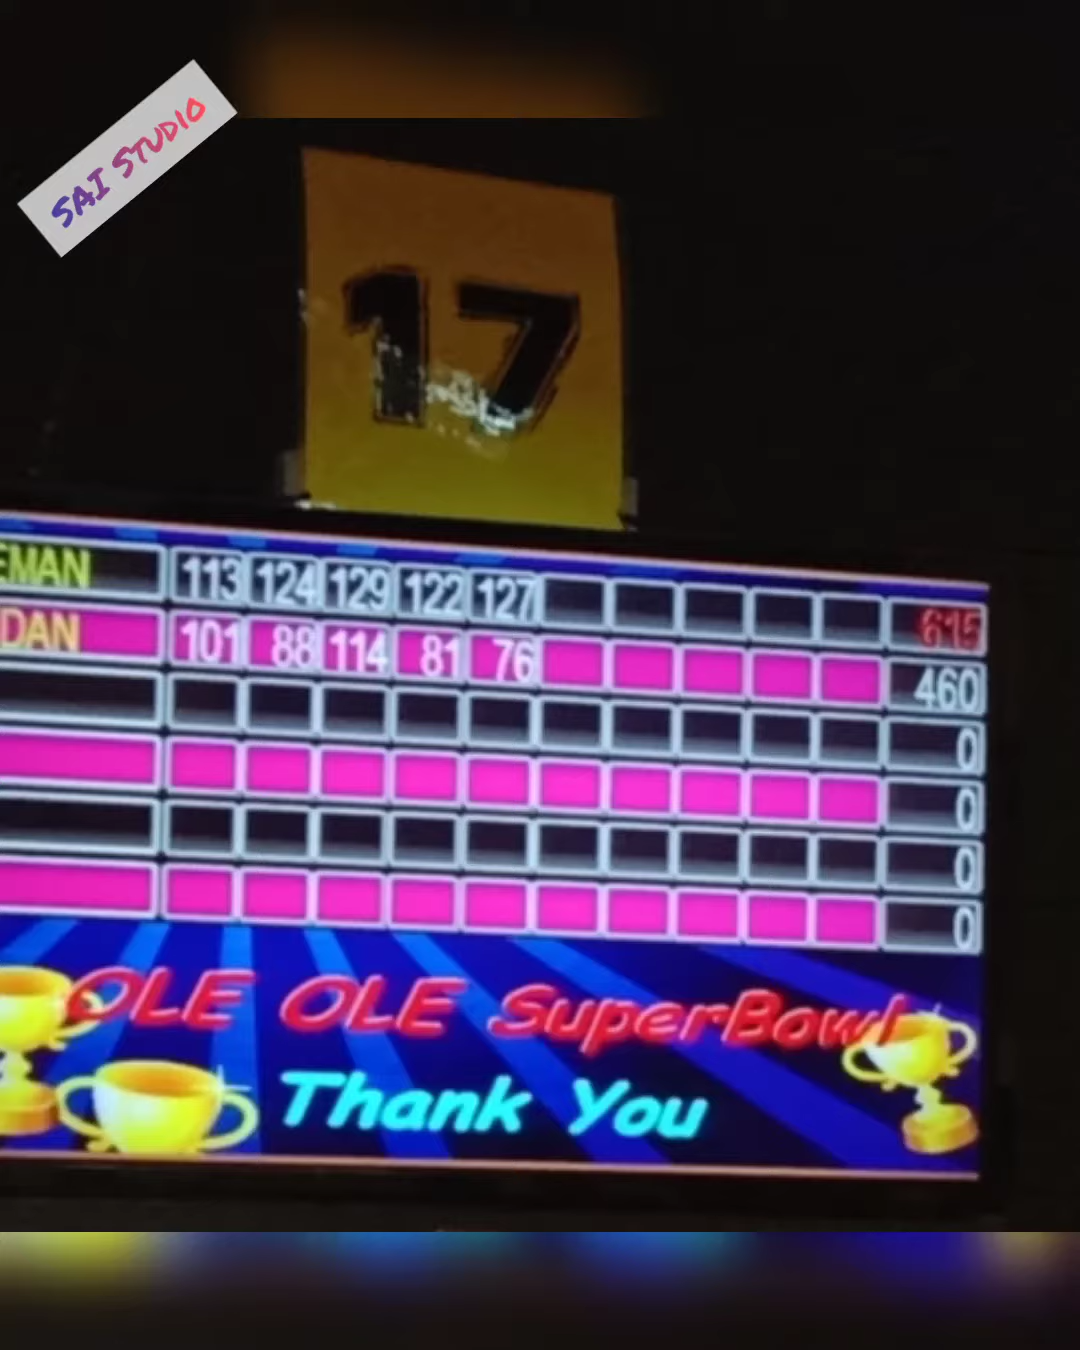 SAI STUDIO
17
EMAN 113 124 129 122 127 615
DAN 101 88 114 81 76 460
0
0
0
0
OLE OLE SuperBowl
Thank You